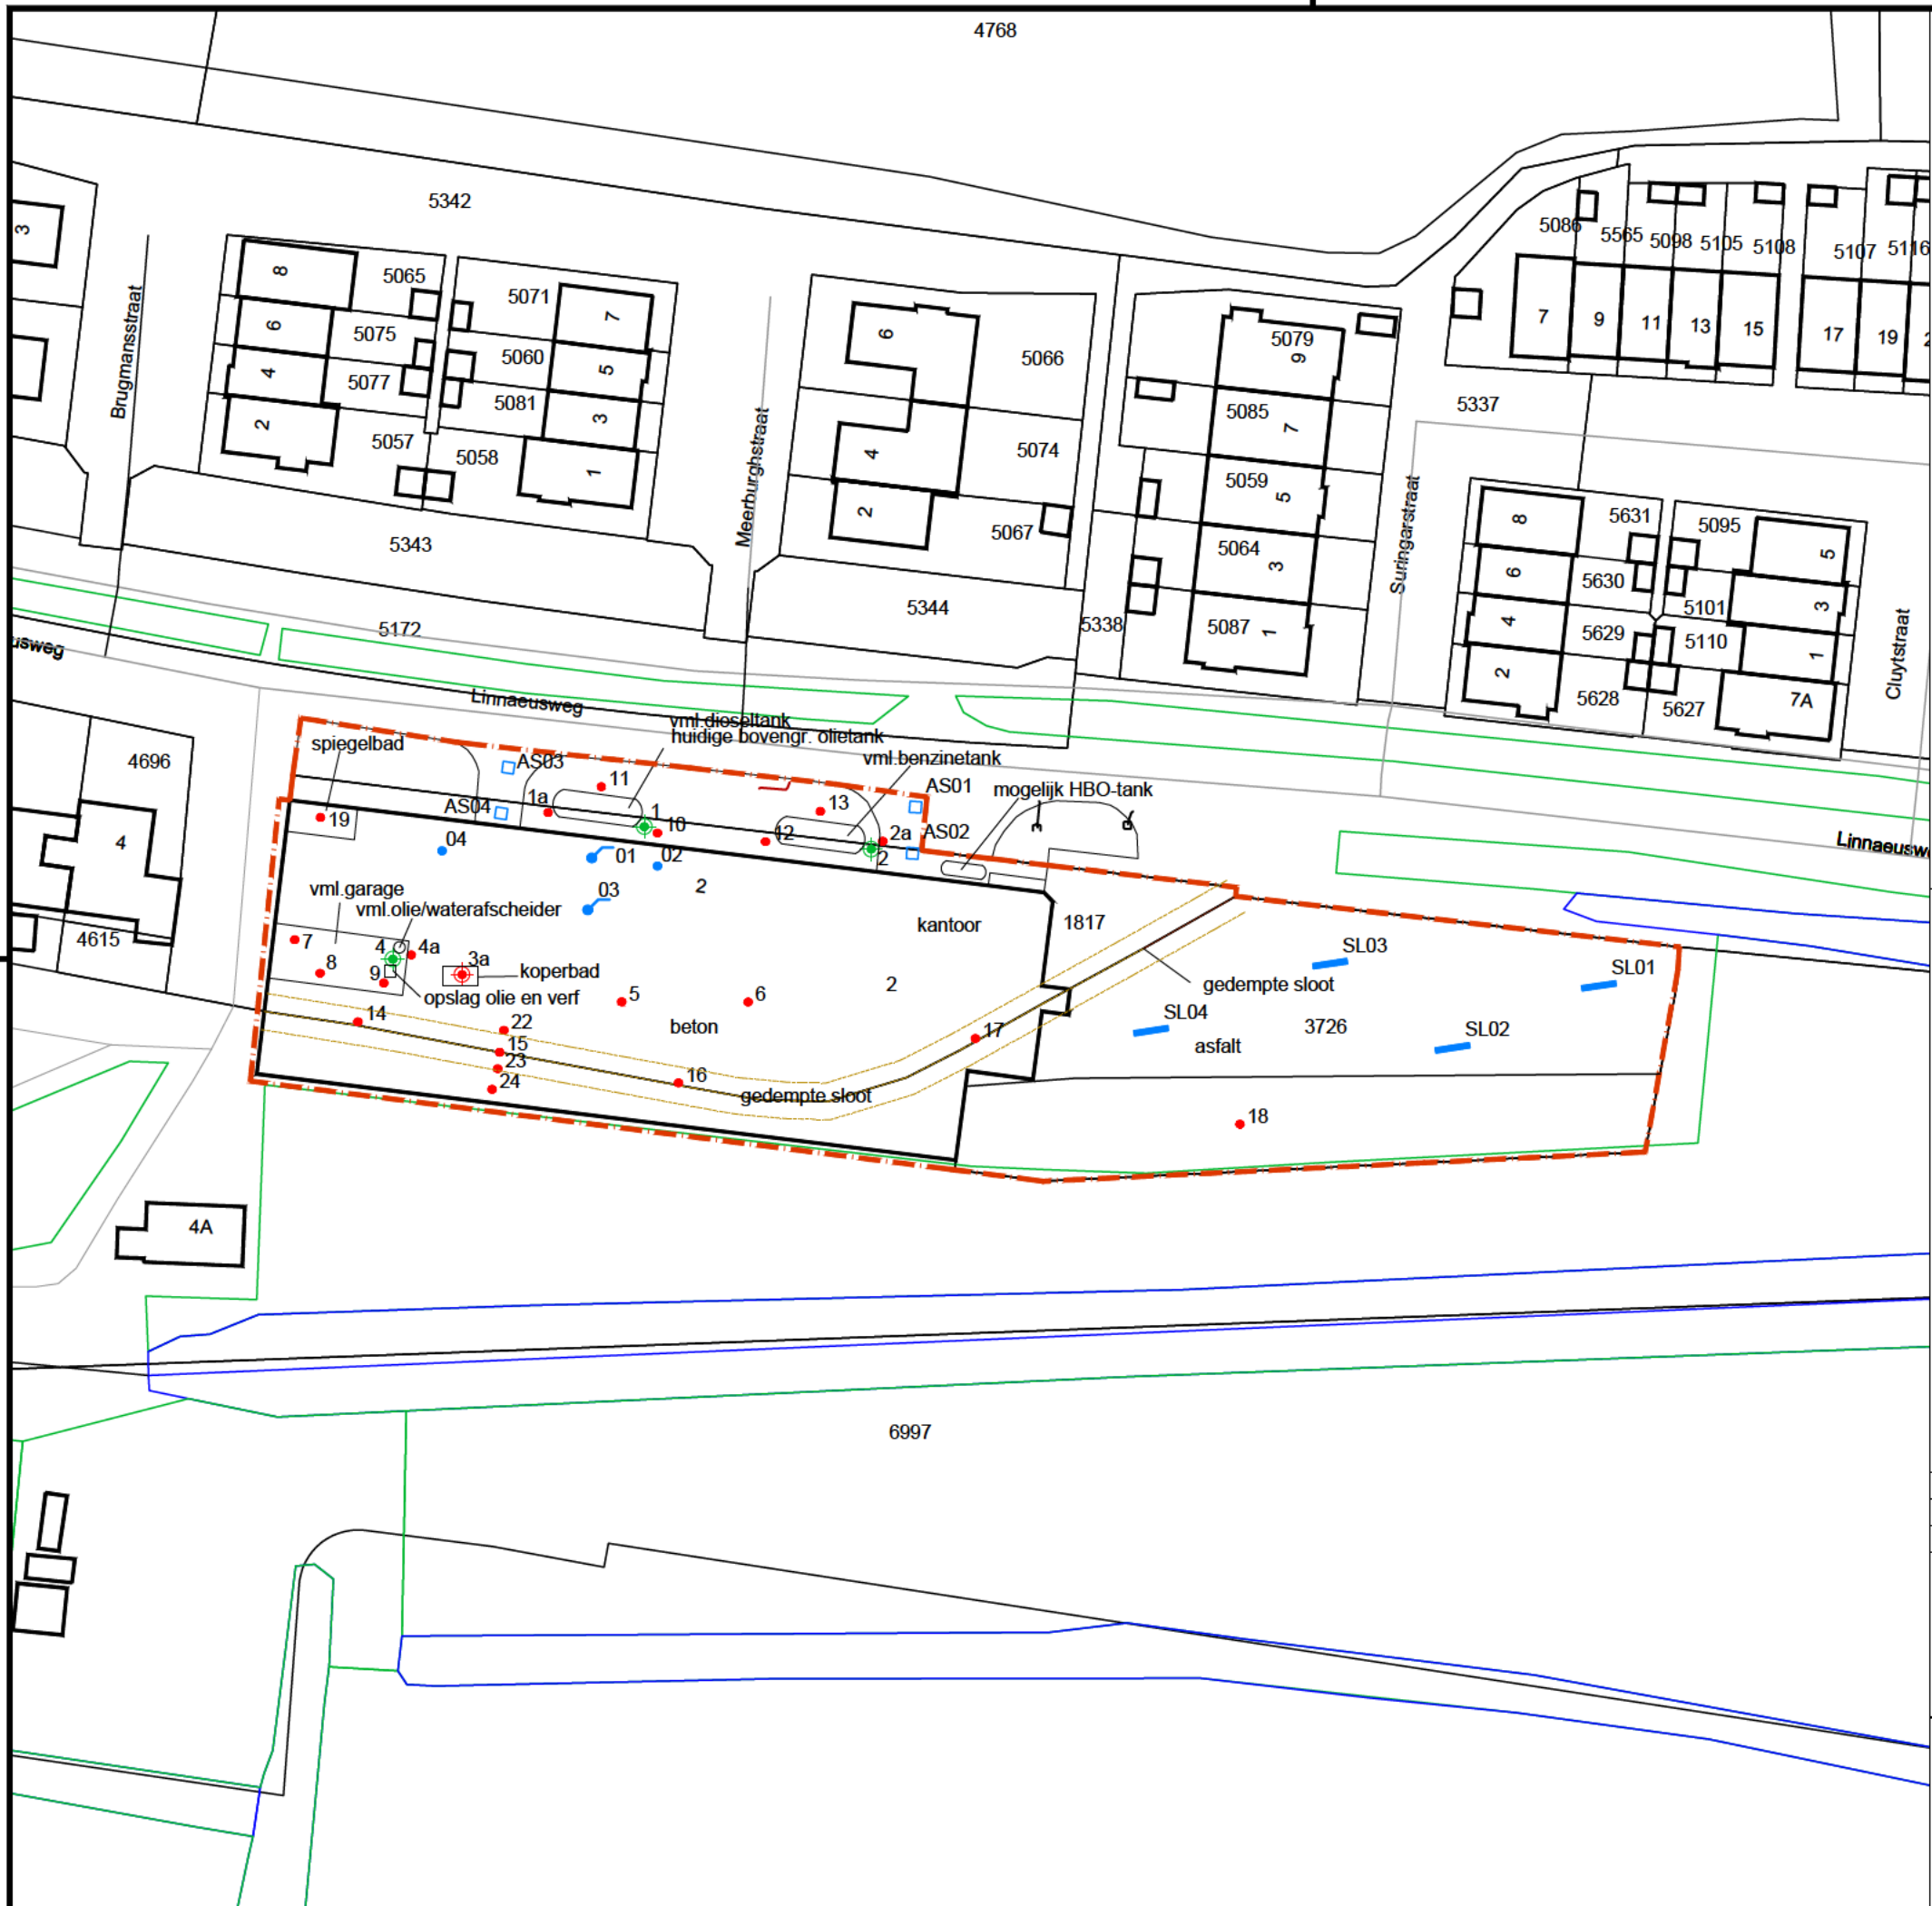 4768
5342
3
8
5065
5071
7
6
5066
5079
9
5086
5565
5098
5105
5108
5107
5116
7
9
11
13
15
17
19
2
Brugmansstraat
6
5075
5060
5
4
5077
5081
3
2
5057
5058
1
Meerburghstraat
4
5074
5085
7
5337
5059
5
2
5067
5343
5064
3
Suringarstraat
8
5631
5095
5
6
5630
5101
3
4
5629
5110
1
2
5628
5627
7A
Cluytstraat
5344
5338
5087
1
5172
usweg
Linnaeusweg
vml.dieseltank
huidige bovengr. olietank
spiegelbad
vml.benzinetank
4696
AS03
11
AS01
mogelijk HBO-tank
1a
AS04
1
13
10
19
12
2a
AS02
2
4
04
01
02
Linnaeuswe
03
2
vml.garage
vml.olie/waterafscheider
kantoor
1817
4615
7
4
4a
SL03
8
3a
koperbad
SL01
9
opslag olie en verf
5
6
2
gedempte sloot
14
22
beton
17
SL04
3726
SL02
15
asfalt
23
16
24
gedempte sloot
18
4A
6997